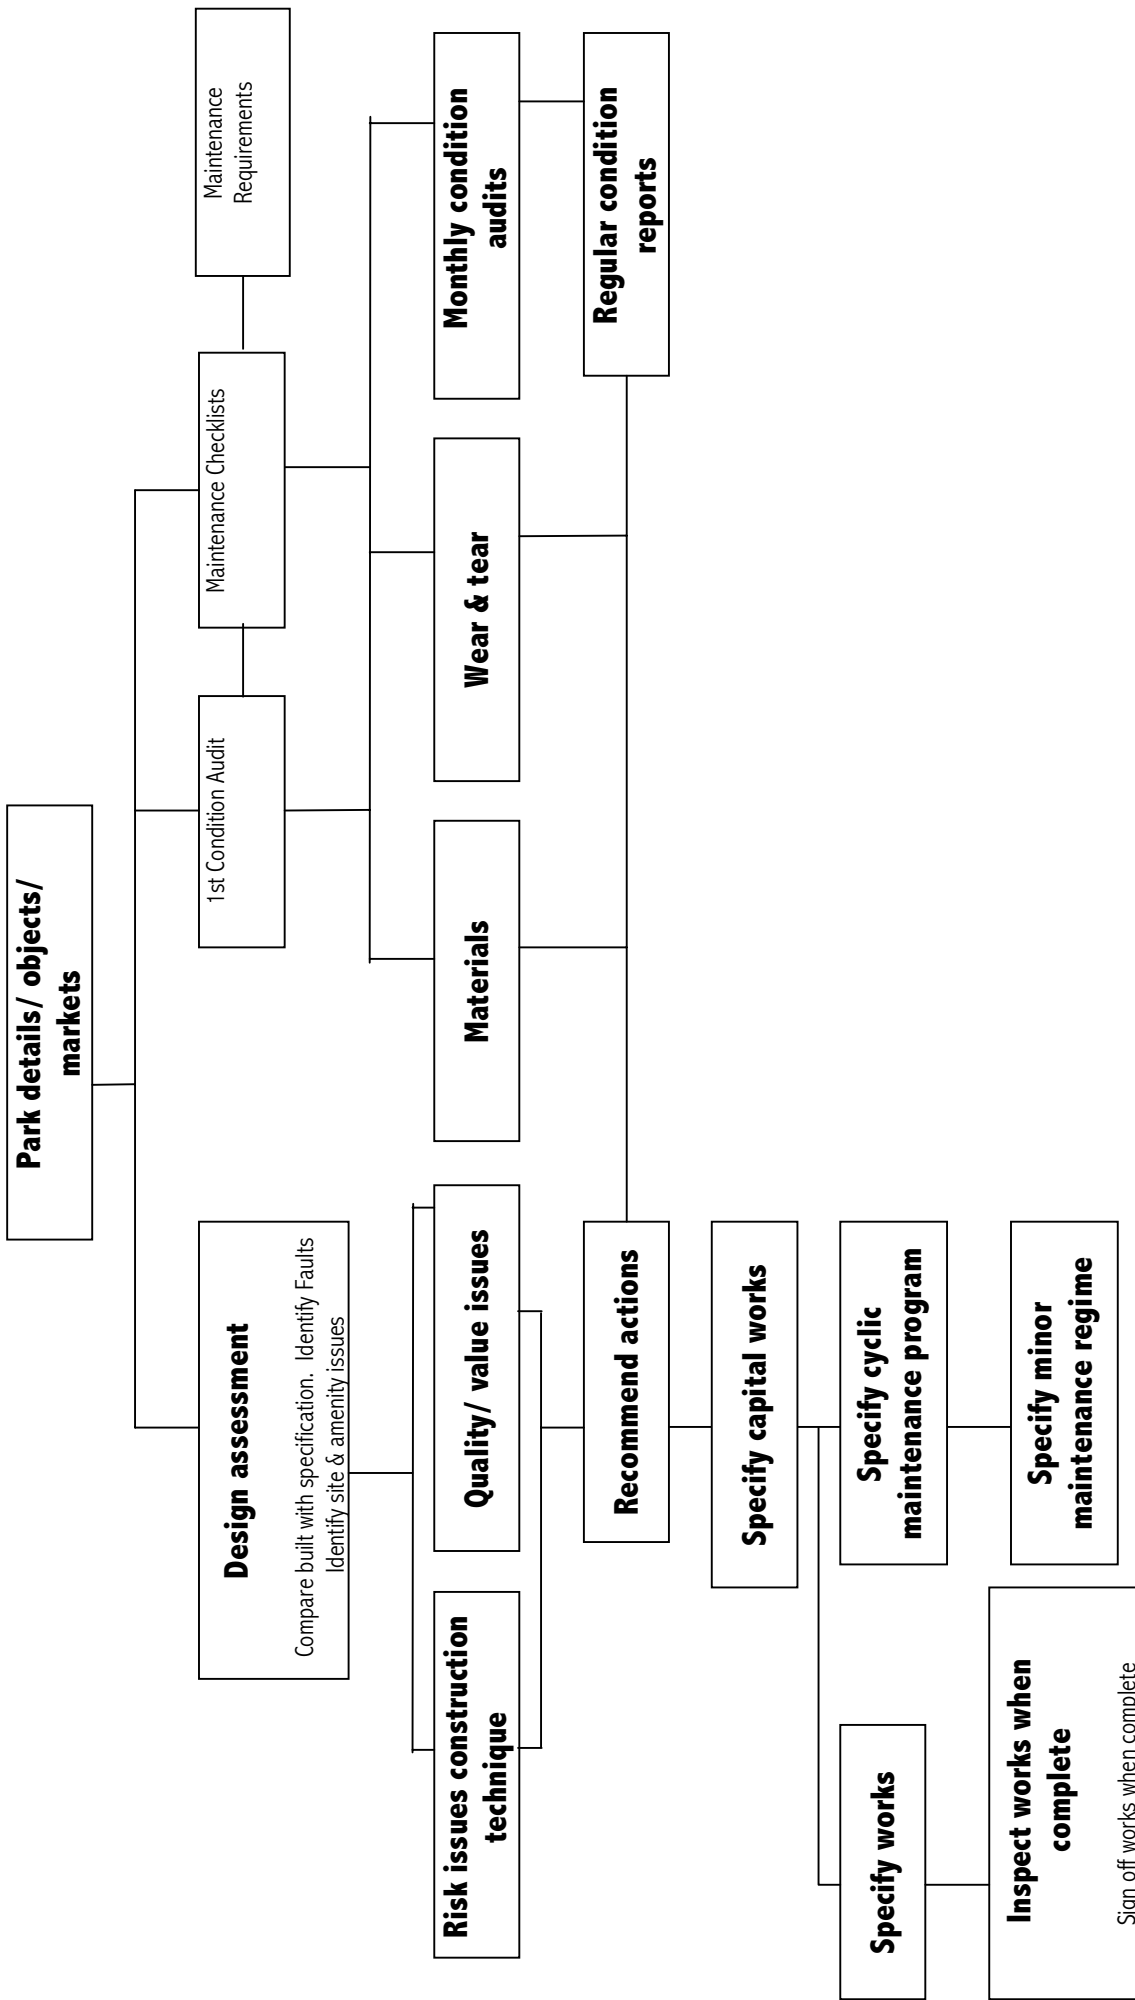 Park details/ objects/
markets
Design assessment
Compare built with specification. Identify Faults
Identify site & amenity issues
1st Condition Audit
Maintenance Checklists
Maintenance
Requirements
Risk issues construction
technique
Quality/ value issues
Materials
Wear & tear
Monthly condition
audits
Recommend actions
Regular condition
reports
Specify capital works
Specify works
Specify cyclic
maintenance program
Inspect works when
complete
Sign off works when complete
Specify minor
maintenance regime